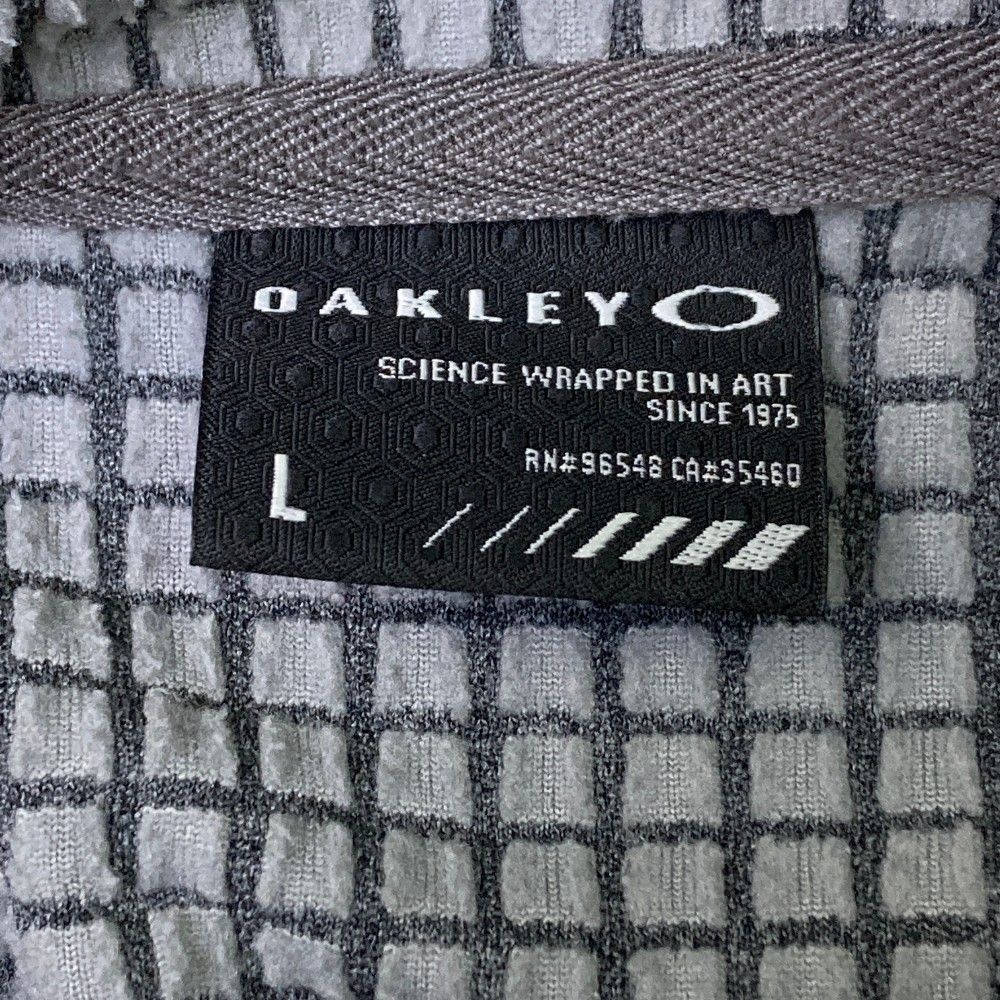 OAKLEY
SCIENCE WRAPPED IN ART
SINCE 1975
RN#96548 CA#35460
L